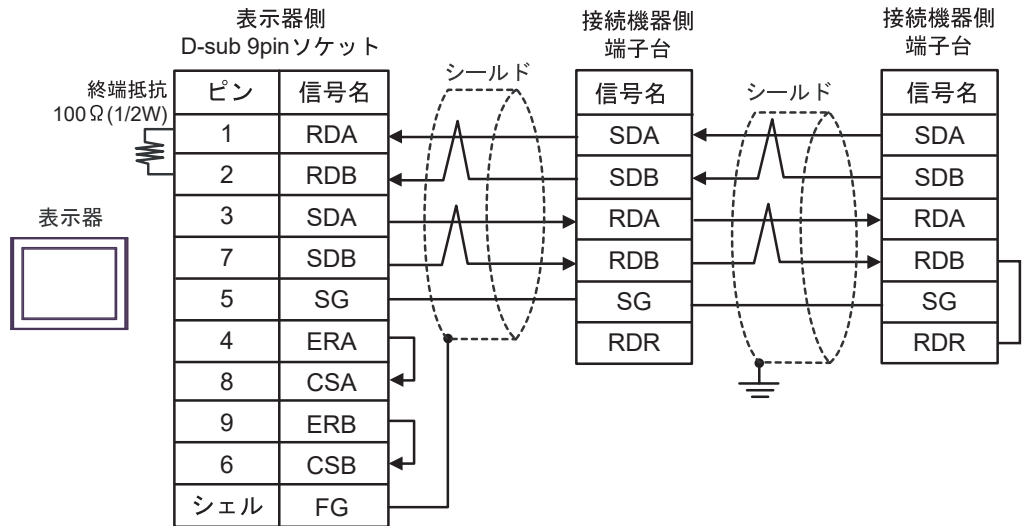 表示器側
D-sub 9pinソケット
接続機器側
端子台
接続機器側
端子台
終端抵抗
100Ω(1/2W)
表示器
シールド
シールド
ピン 信号名
1 RDA
2 RDB
3 SDA
7 SDB
5 SG
4 ERA
8 CSA
9 ERB
6 CSB
シェル FG
信号名
SDA
SDB
RDA
RDB
SG
RDR
信号名
SDA
SDB
RDA
RDB
SG
RDR